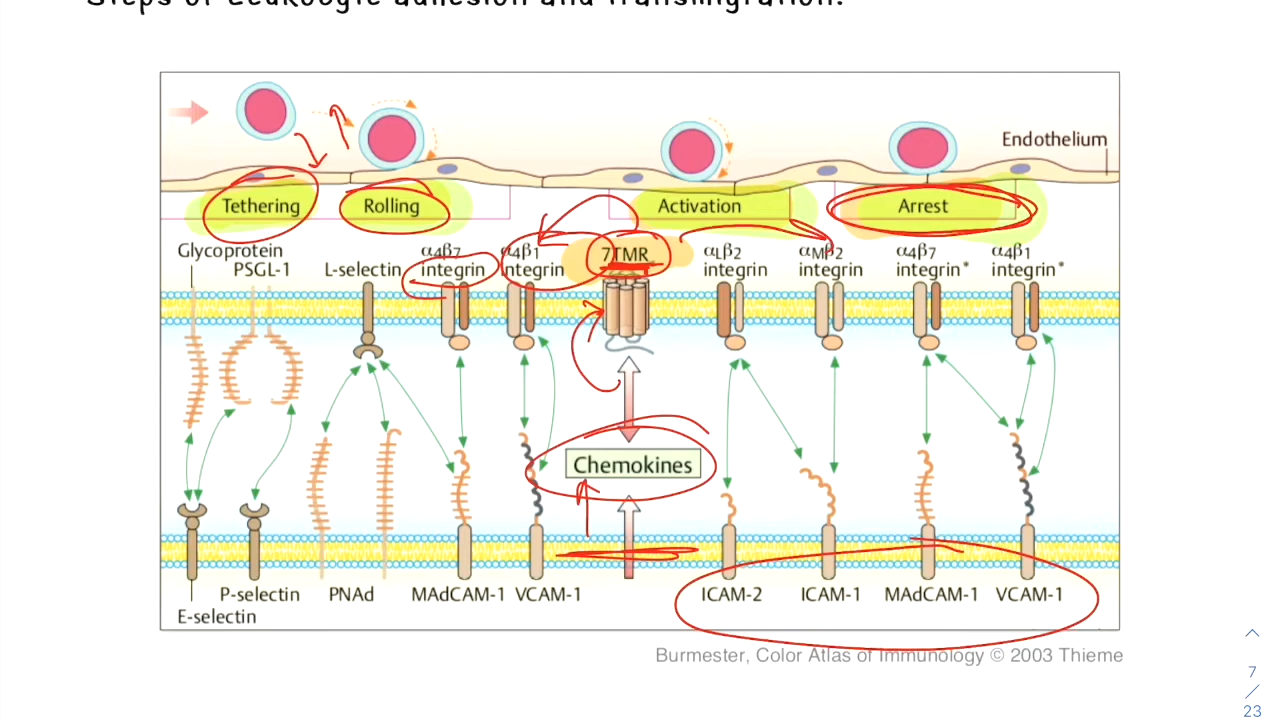 Steps of Leukocyte adhesion and Transmigration:
Endothelium
Tethering Rolling Activation Arrest
Glycoprotein
PSGL-1
L-selectin
α4β7
integrin
α4β1
integrin
7TMR
αLβ2
integrin
αMβ2
integrin
α4β7
integrin*
α4β1
integrin*
Chemokines
E-selectin
P-selectin
PNAd
MAdCAM-1
VCAM-1
ICAM-2
ICAM-1
MAdCAM-1
VCAM-1
Burmester, Color Atlas of Immunology © 2003 Thieme
7
/
23